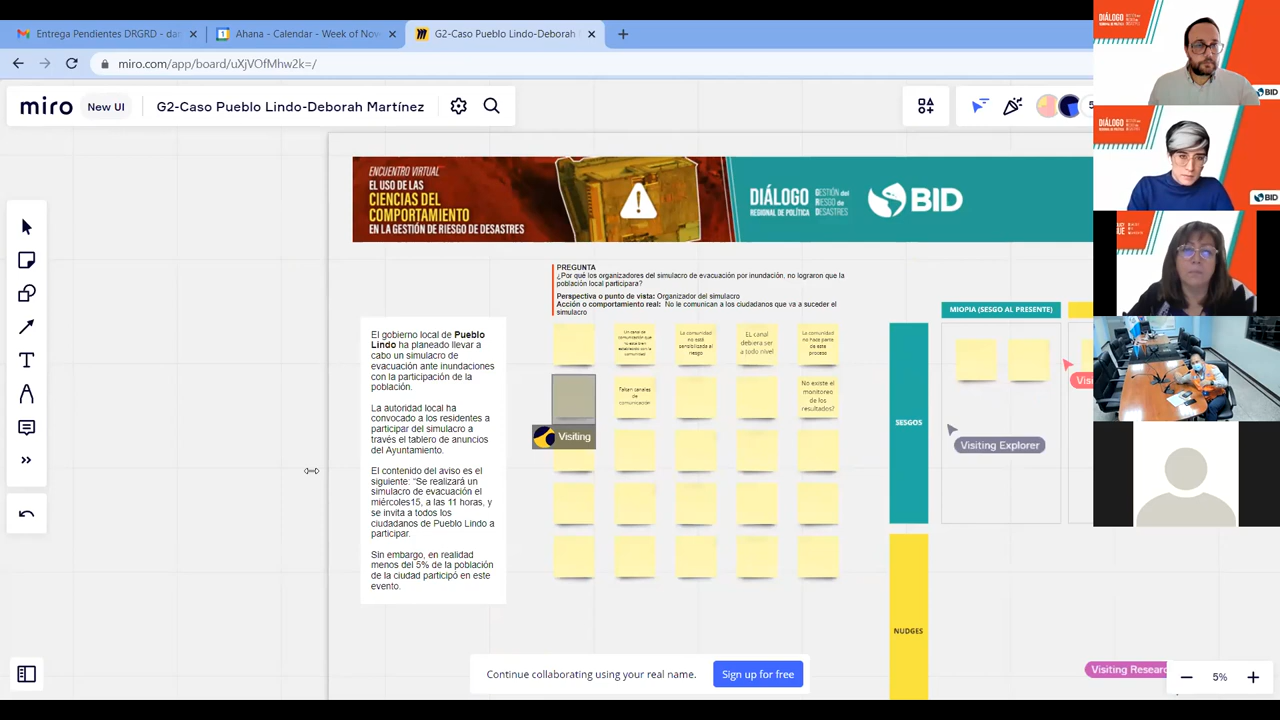 Entrega Pendientes DRGRD - da
Ahana - Calendar - Week of Nov
G2-Caso Pueblo Lindo-Deborah
miro.com/app/board/uXjVOfMhw2k=/
miro
New UI
G2-Caso Pueblo Lindo-Deborah Martínez
ENCUENTRO VIRTUAL
EL USO DE LAS
CIENCIAS DEL
COMPORTAMIENTO
EN LA GESTIÓN DE RIESGO DE DESASTRES
DIÁLOGO
REGIONAL DE POLÍTICA
GESTIÓN del
RIESGO de
DESASTRES
BID
PREGUNTA
¿Por qué los organizadores del simulacro de evacuación por inundación, no lograron que la
población local participara?
Perspectiva o punto de vista: Organizador del simulacro
Acción o comportamiento real: No le comunican a los ciudadanos que va a suceder el
simulacro
El gobierno local de Pueblo
Lindo ha planeado llevar a
cabo un simulacro de
evacuación ante inundaciones
con la participación de la
población.
La autoridad local ha
convocado a los residentes a
participar del simulacro a
través el tablero de anuncios
del Ayuntamiento.
El contenido del aviso es el
siguiente: "Se realizará un
simulacro de evacuación el
miércoles15, a las 11 horas, y
se invita a todos los
ciudadanos de Pueblo Lindo a
participar.
Sin embargo, en realidad
menos del 5% de la población
de la ciudad participó en este
evento.
La comunidad
no está
sensibilizada al
riesgo
EL canal
debiera ser
a todo nivel
La comunidad
no hace parte
de este
proceso
Faltan canales
de
comunicación
No existe el
monitoreo
de los
resultados?
Visiting
MIOPIA (SESGO AL PRESENTE)
SESGOS
Visi
Visiting Explorer
NUDGES
Visiting Researc
Continue collaborating using your real name.
Sign up for free
5%
DIÁLOGO
BID
DIÁLOGO
BID